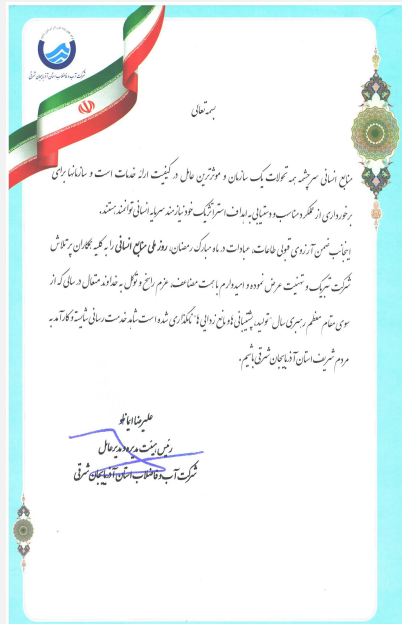 شرکت آب و فاضلاب استان آذربایجان شرقی
بسمه تعالی
منابع انسانی سرچشمه همه تحولات یک سازمان و موثرترین عامل در کیفیت ارائه خدمات است و سازمانها برای
برخورداری از عملکرد مناسب و دستیابی به اهداف استراتژیک خود نیازمند سرمایه انسانی توانمند هستند.
اینجانب ضمن آرزوی قبولی طاعات، عبادات در ماه مبارک رمضان، روز ملی منابع انسانی را به کلیه همکاران پرتلاش
شرکت تبریک و تهنیت عرض نموده و امیدوارم با همت مضاعف، عزم راسخ و توکل به خداوند متعال در سالی که از
سوی مقام معظم رهبری سال "تولید، پشتیبانی ها و مانع زدایی ها" نامگذاری شده است شاهد خدمت رسانی شایسته و کارآمد به
مردم شریف استان آذربایجان شرقی باشیم.
علیرضا ایمانلو
رئیس هیئت مدیره و مدیرعامل
شرکت آب و فاضلاب استان آذربایجان شرقی